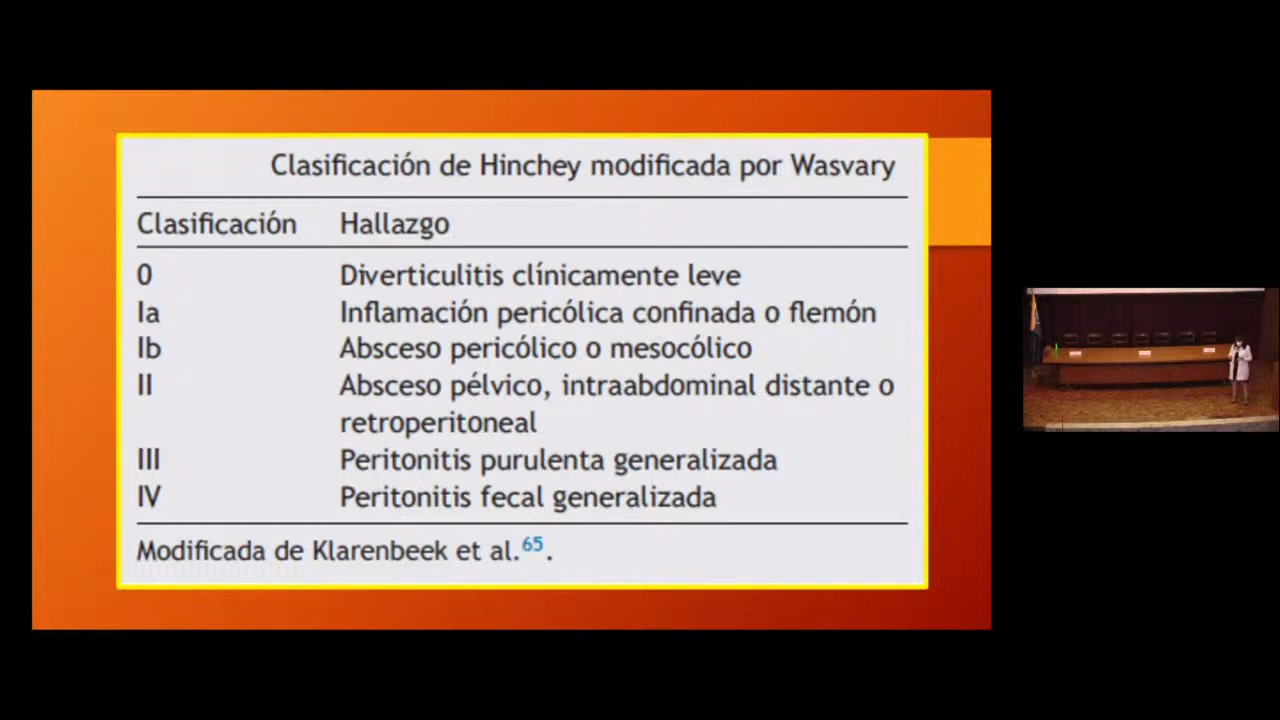 Clasificación de Hinchey modificada por Wasvary
Clasificación Hallazgo
0 Diverticulitis clínicamente leve
Ia Inflamación pericólica confinada o flemón
Ib Absceso pericólico o mesocólico
II Absceso pélvico, intraabdominal distante o
retroperitoneal
III Peritonitis purulenta generalizada
IV Peritonitis fecal generalizada
Modificada de Klarenbeek et al.65.